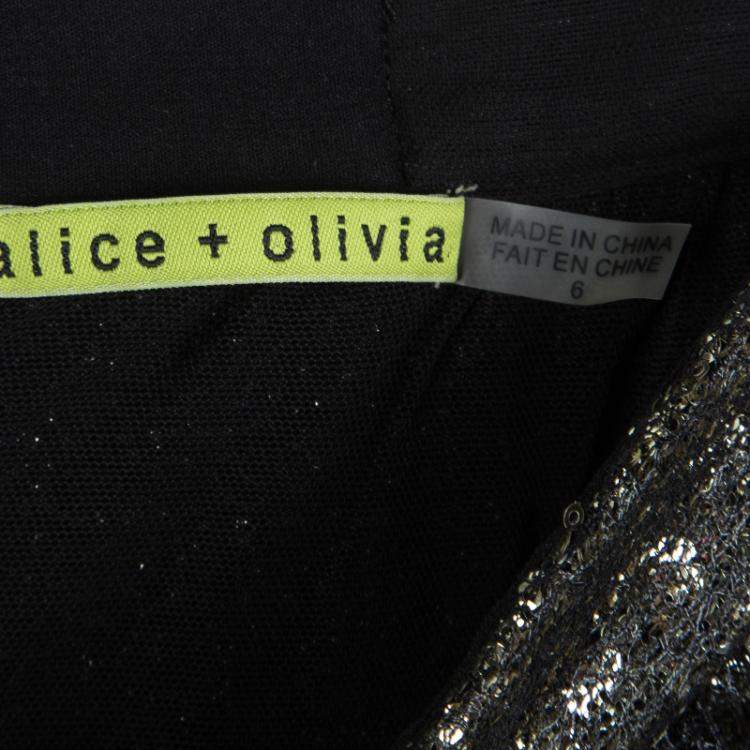 alice + olivia
MADE IN CHINA
FAIT EN CHINE
6